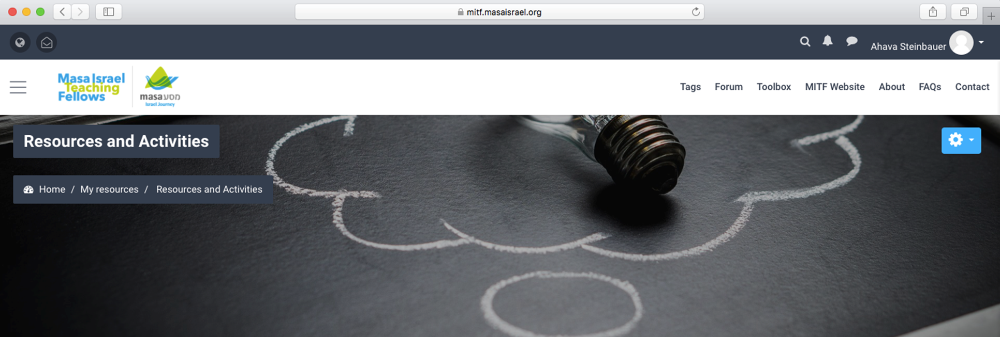 mitf.masaisrael.org
Ahava Steinbauer
Masa Israel
Teaching
Fellows
masa מסע
Israel Journey
Tags Forum Toolbox MITF Website About FAQs Contact
Resources and Activities
Home / My resources / Resources and Activities